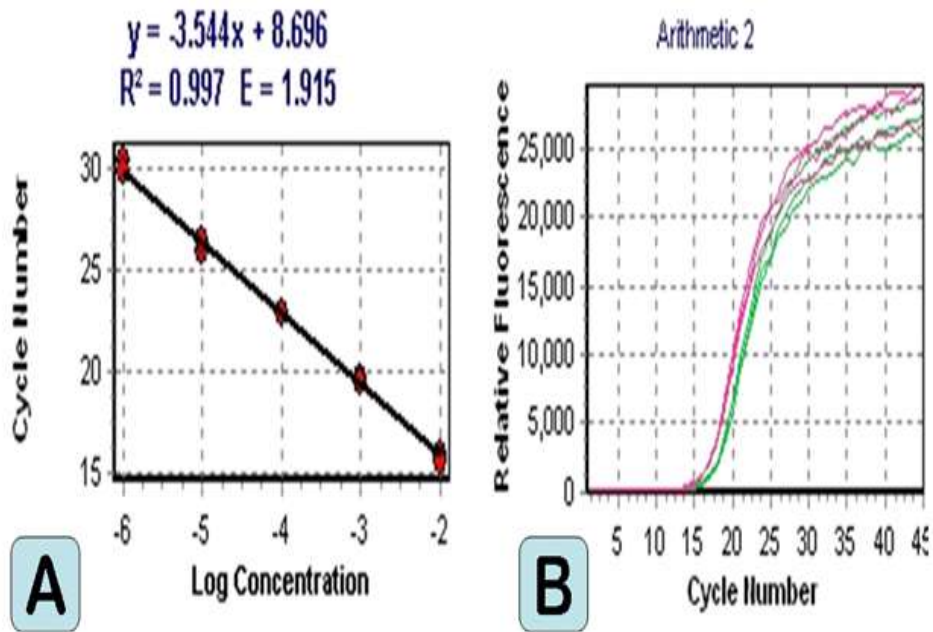 y = -3.544x + 8.696
R² = 0.997 E = 1.915
Cycle Number
30
25
20
15
-6 -5 -4 -3 -2
Log Concentration
A
Arithmetic 2
Relative Fluorescence
25,000
20,000
15,000
10,000
5,000
0
5 10 15 20 25 30 35 40 45
Cycle Number
B